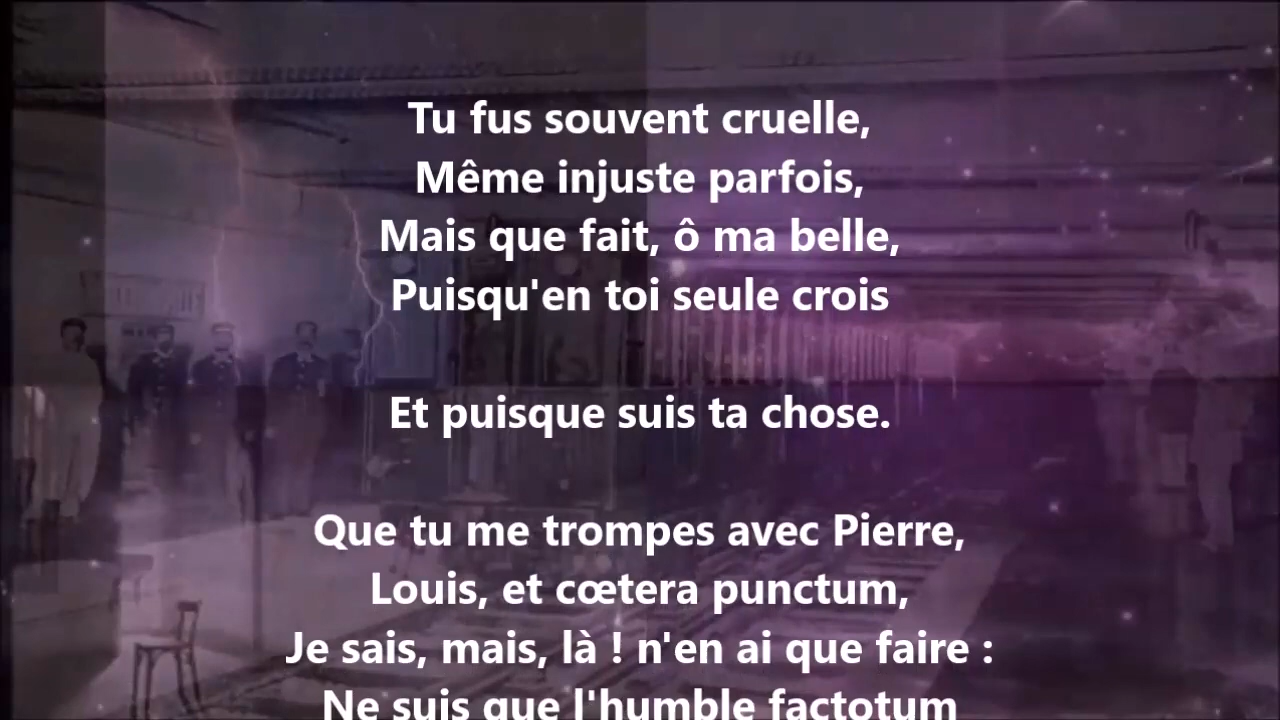 Tu fus souvent cruelle,
Même injuste parfois,
Mais que fait, ô ma belle,
Puisqu'en toi seule crois
Et puisque suis ta chose.
Que tu me trompes avec Pierre,
Louis, et cœtera punctum,
Je sais, mais, là ! n'en ai que faire :
Ne suis que l'humble factotum